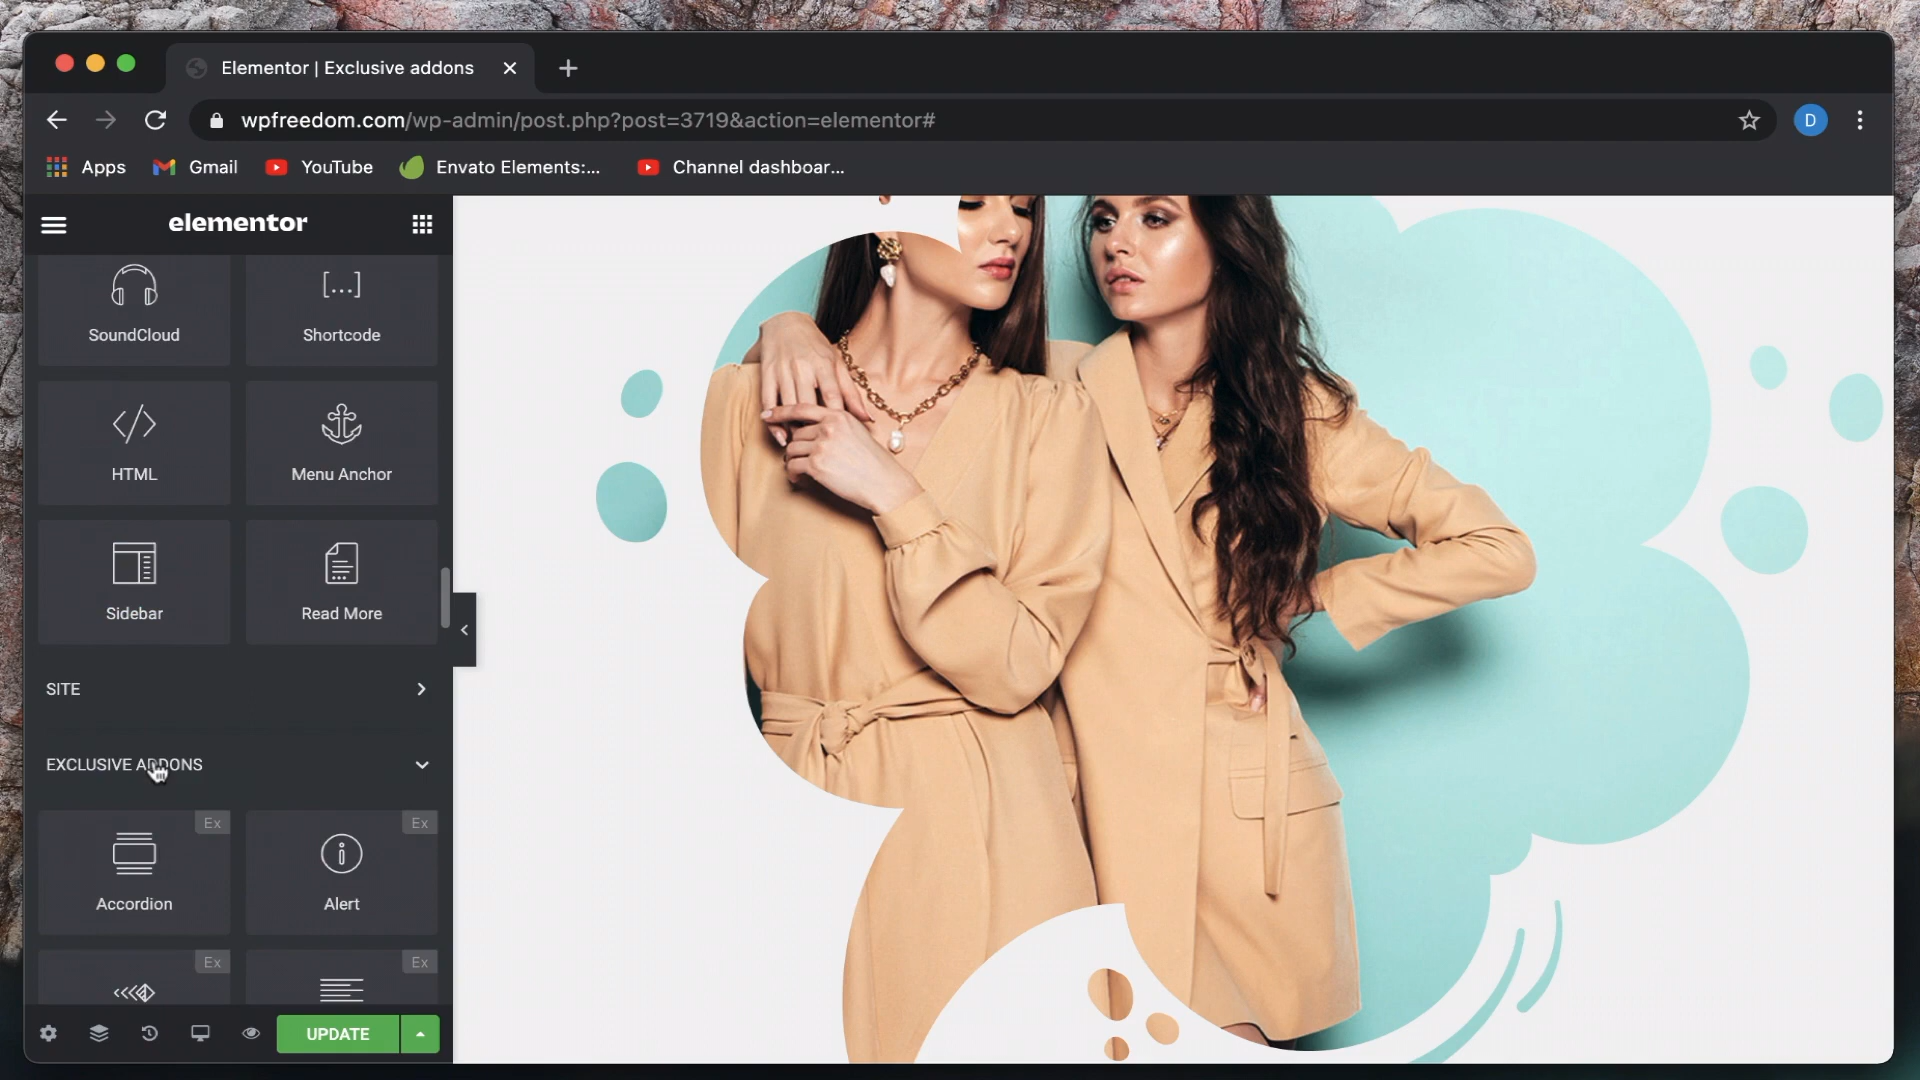 Elementor | Exclusive addons
wpfreedom.com/wp-admin/post.php?post=3719&action=elementor#
D
Apps
Gmail
YouTube
Envato Elements:...
Channel dashboar...
elementor
SoundCloud
[...]
Shortcode
</>
HTML
Menu Anchor
Sidebar
Read More
SITE
EXCLUSIVE ADDONS
Ex
Accordion
Ex
Alert
Ex
Ex
UPDATE